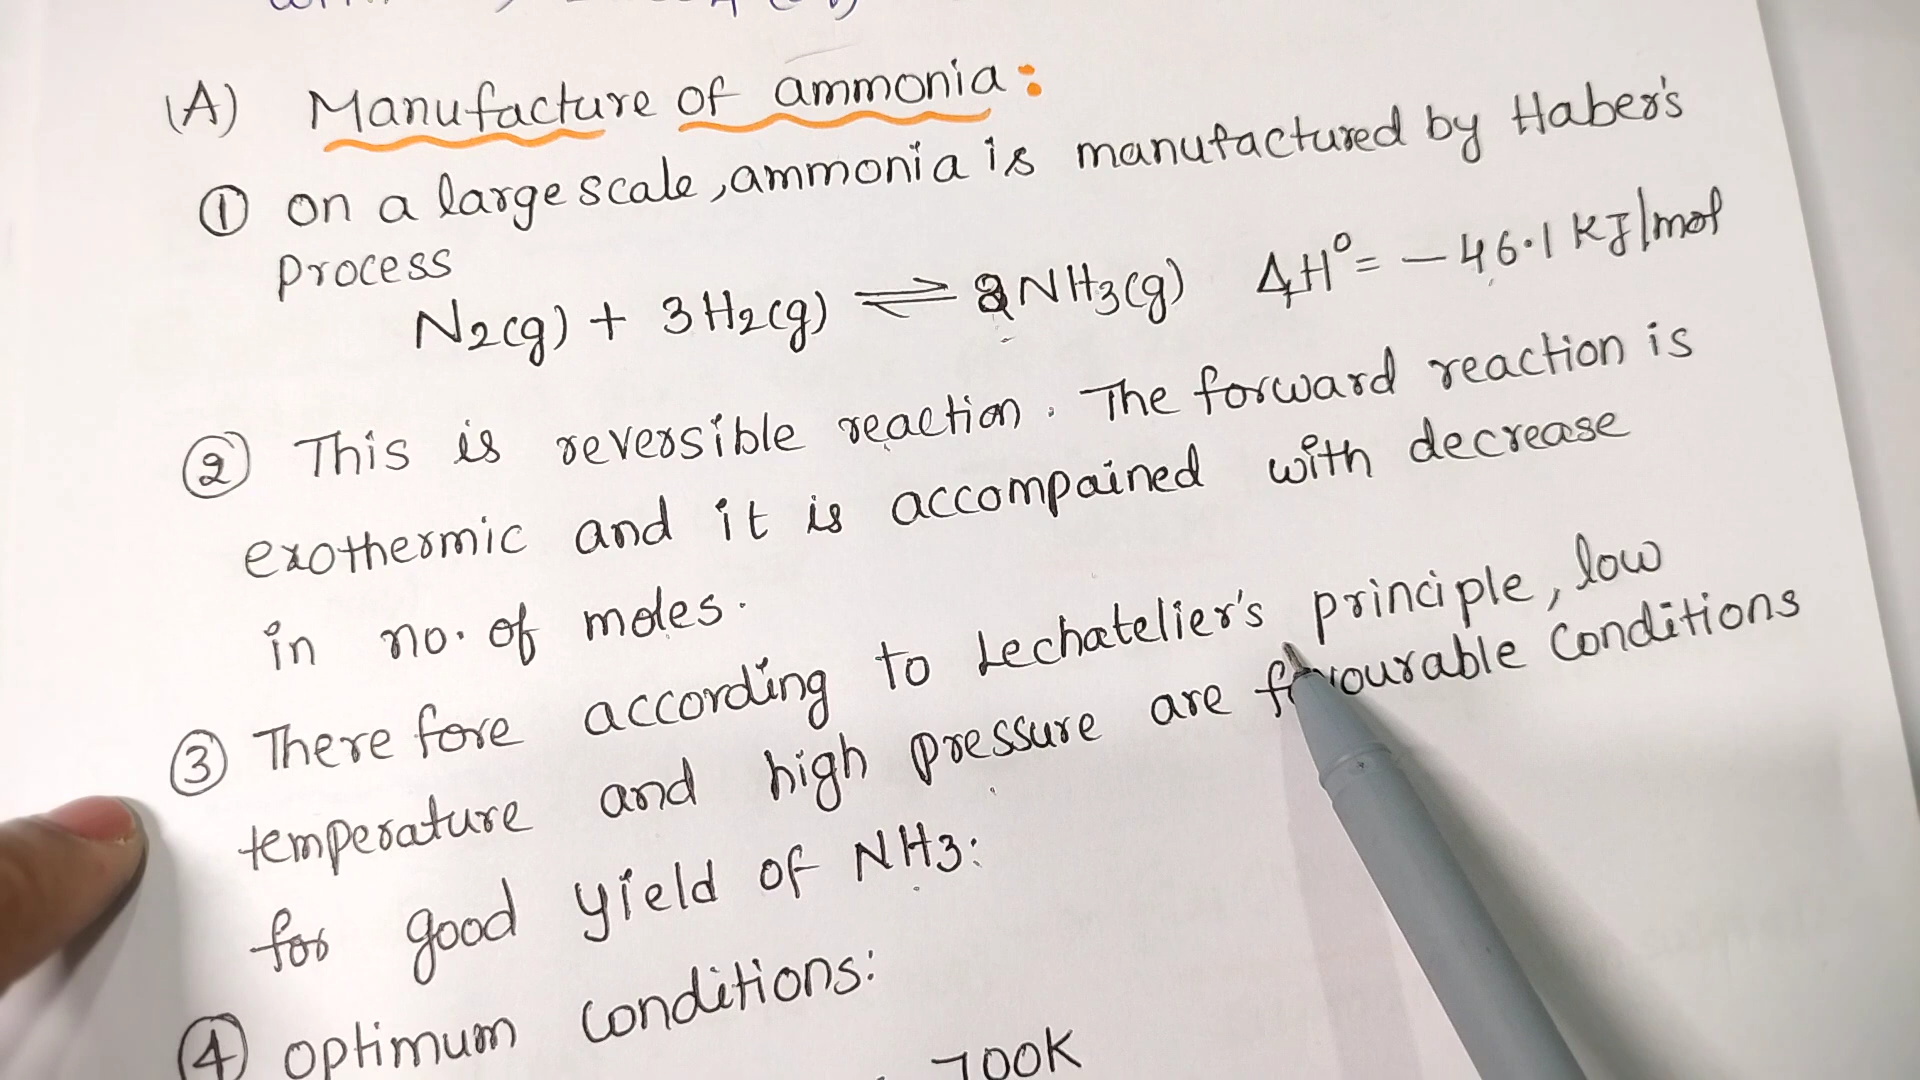 (A) Manufacture of ammonia:
① on a large scale, ammonia is manufactured by Haber's
process
N2(g) + 3H2(g) ⇌ 2NH3(g) ΔH° = -46.1 KJ/mol
② This is reversible reaction. The forward reaction is
exothermic and it is accompained with decrease
in no. of moles.
③ There fore according to Lechatelier's principle, low
temperature and high pressure are favourable conditions
for good yield of NH3:
④ optimum conditions:
700K